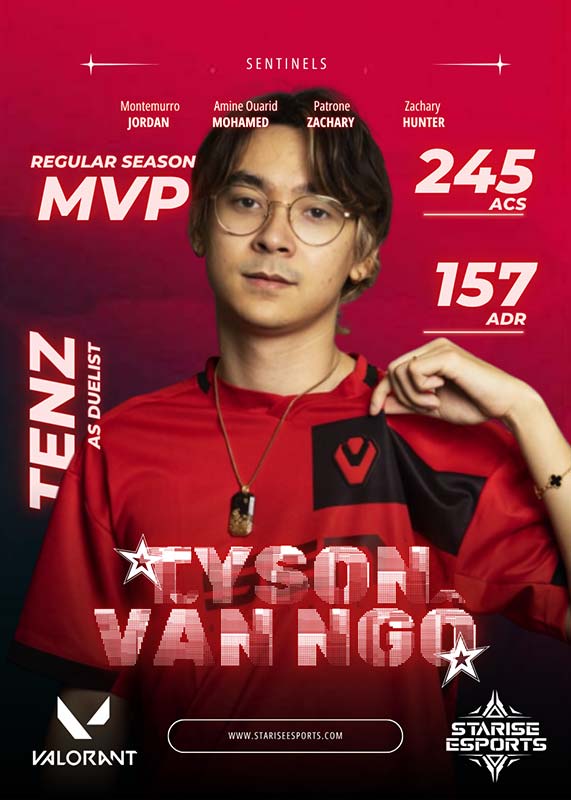 SENTINELS
Montemurro
JORDAN
Amine Ouarid
MOHAMED
Patrone
ZACHARY
Zachary
HUNTER
REGULAR SEASON
MVP
245
ACS
157
ADR
TENZ
AS DUELIST
TYSON
VAN NGO
VALORANT
WWW.STARISEESPORTS.COM
STARISE
ESPORTS